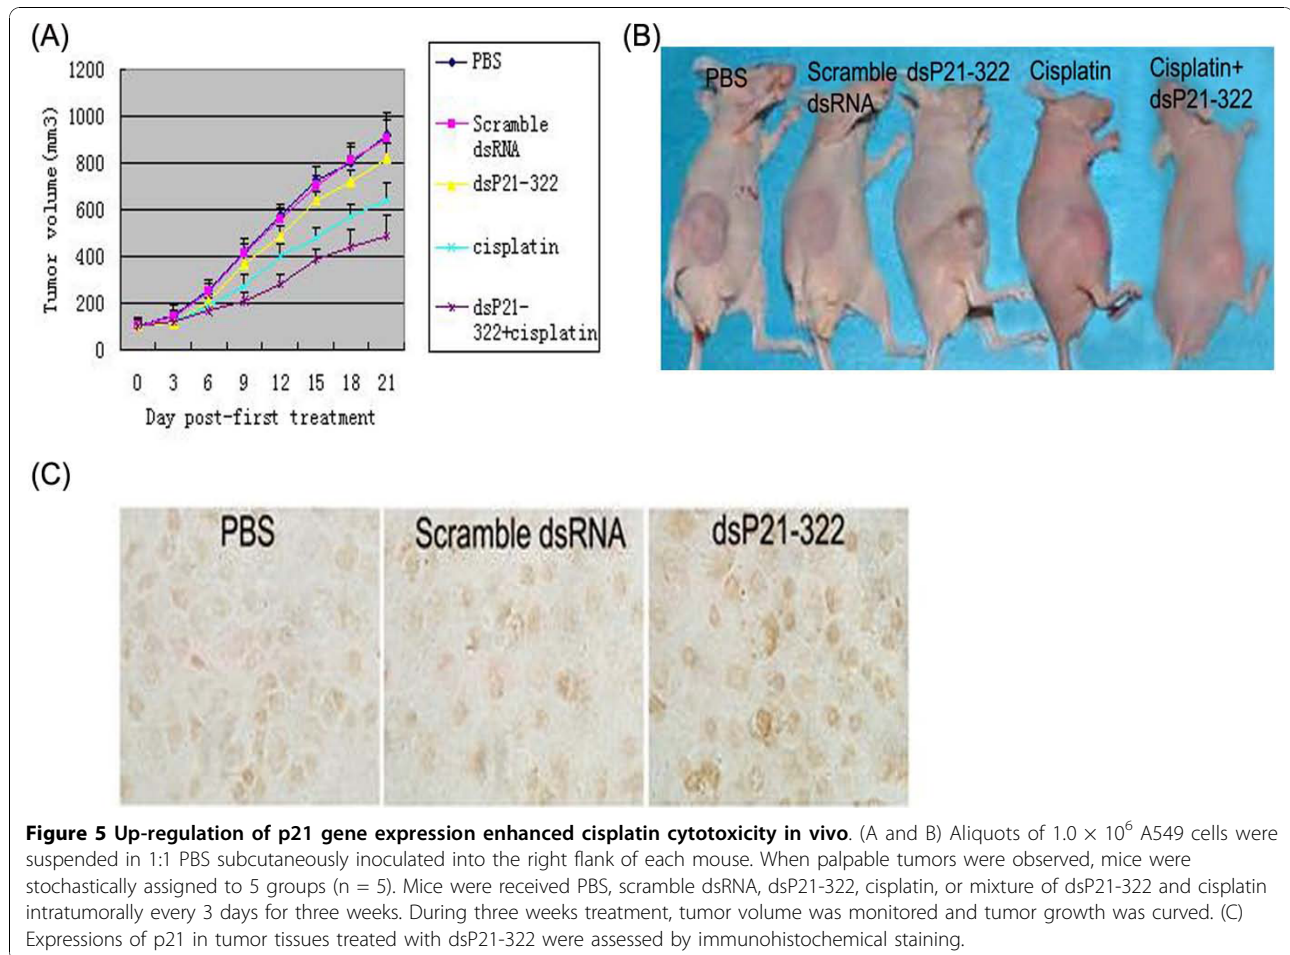 (A)
1200
1000
800
600
400
200
0
Tumor volume(mm3)
0 3 6 9 12 15 18 21
Day post-first treatment
PBS
Scramble
dsRNA
dsP21-322
cisplatin
dsP21-
322+cisplatin
(B)
PBS
Scramble
dsRNA
dsP21-322
Cisplatin
Cisplatin+
dsP21-322
(C)
PBS
Scramble dsRNA
dsP21-322
Figure 5 Up-regulation of p21 gene expression enhanced cisplatin cytotoxicity in vivo. (A and B) Aliquots of 1.0 × 10⁶ A549 cells were
suspended in 1:1 PBS subcutaneously inoculated into the right flank of each mouse. When palpable tumors were observed, mice were
stochastically assigned to 5 groups (n = 5). Mice were received PBS, scramble dsRNA, dsP21-322, cisplatin, or mixture of dsP21-322 and cisplatin
intratumorally every 3 days for three weeks. During three weeks treatment, tumor volume was monitored and tumor growth was curved. (C)
Expressions of p21 in tumor tissues treated with dsP21-322 were assessed by immunohistochemical staining.